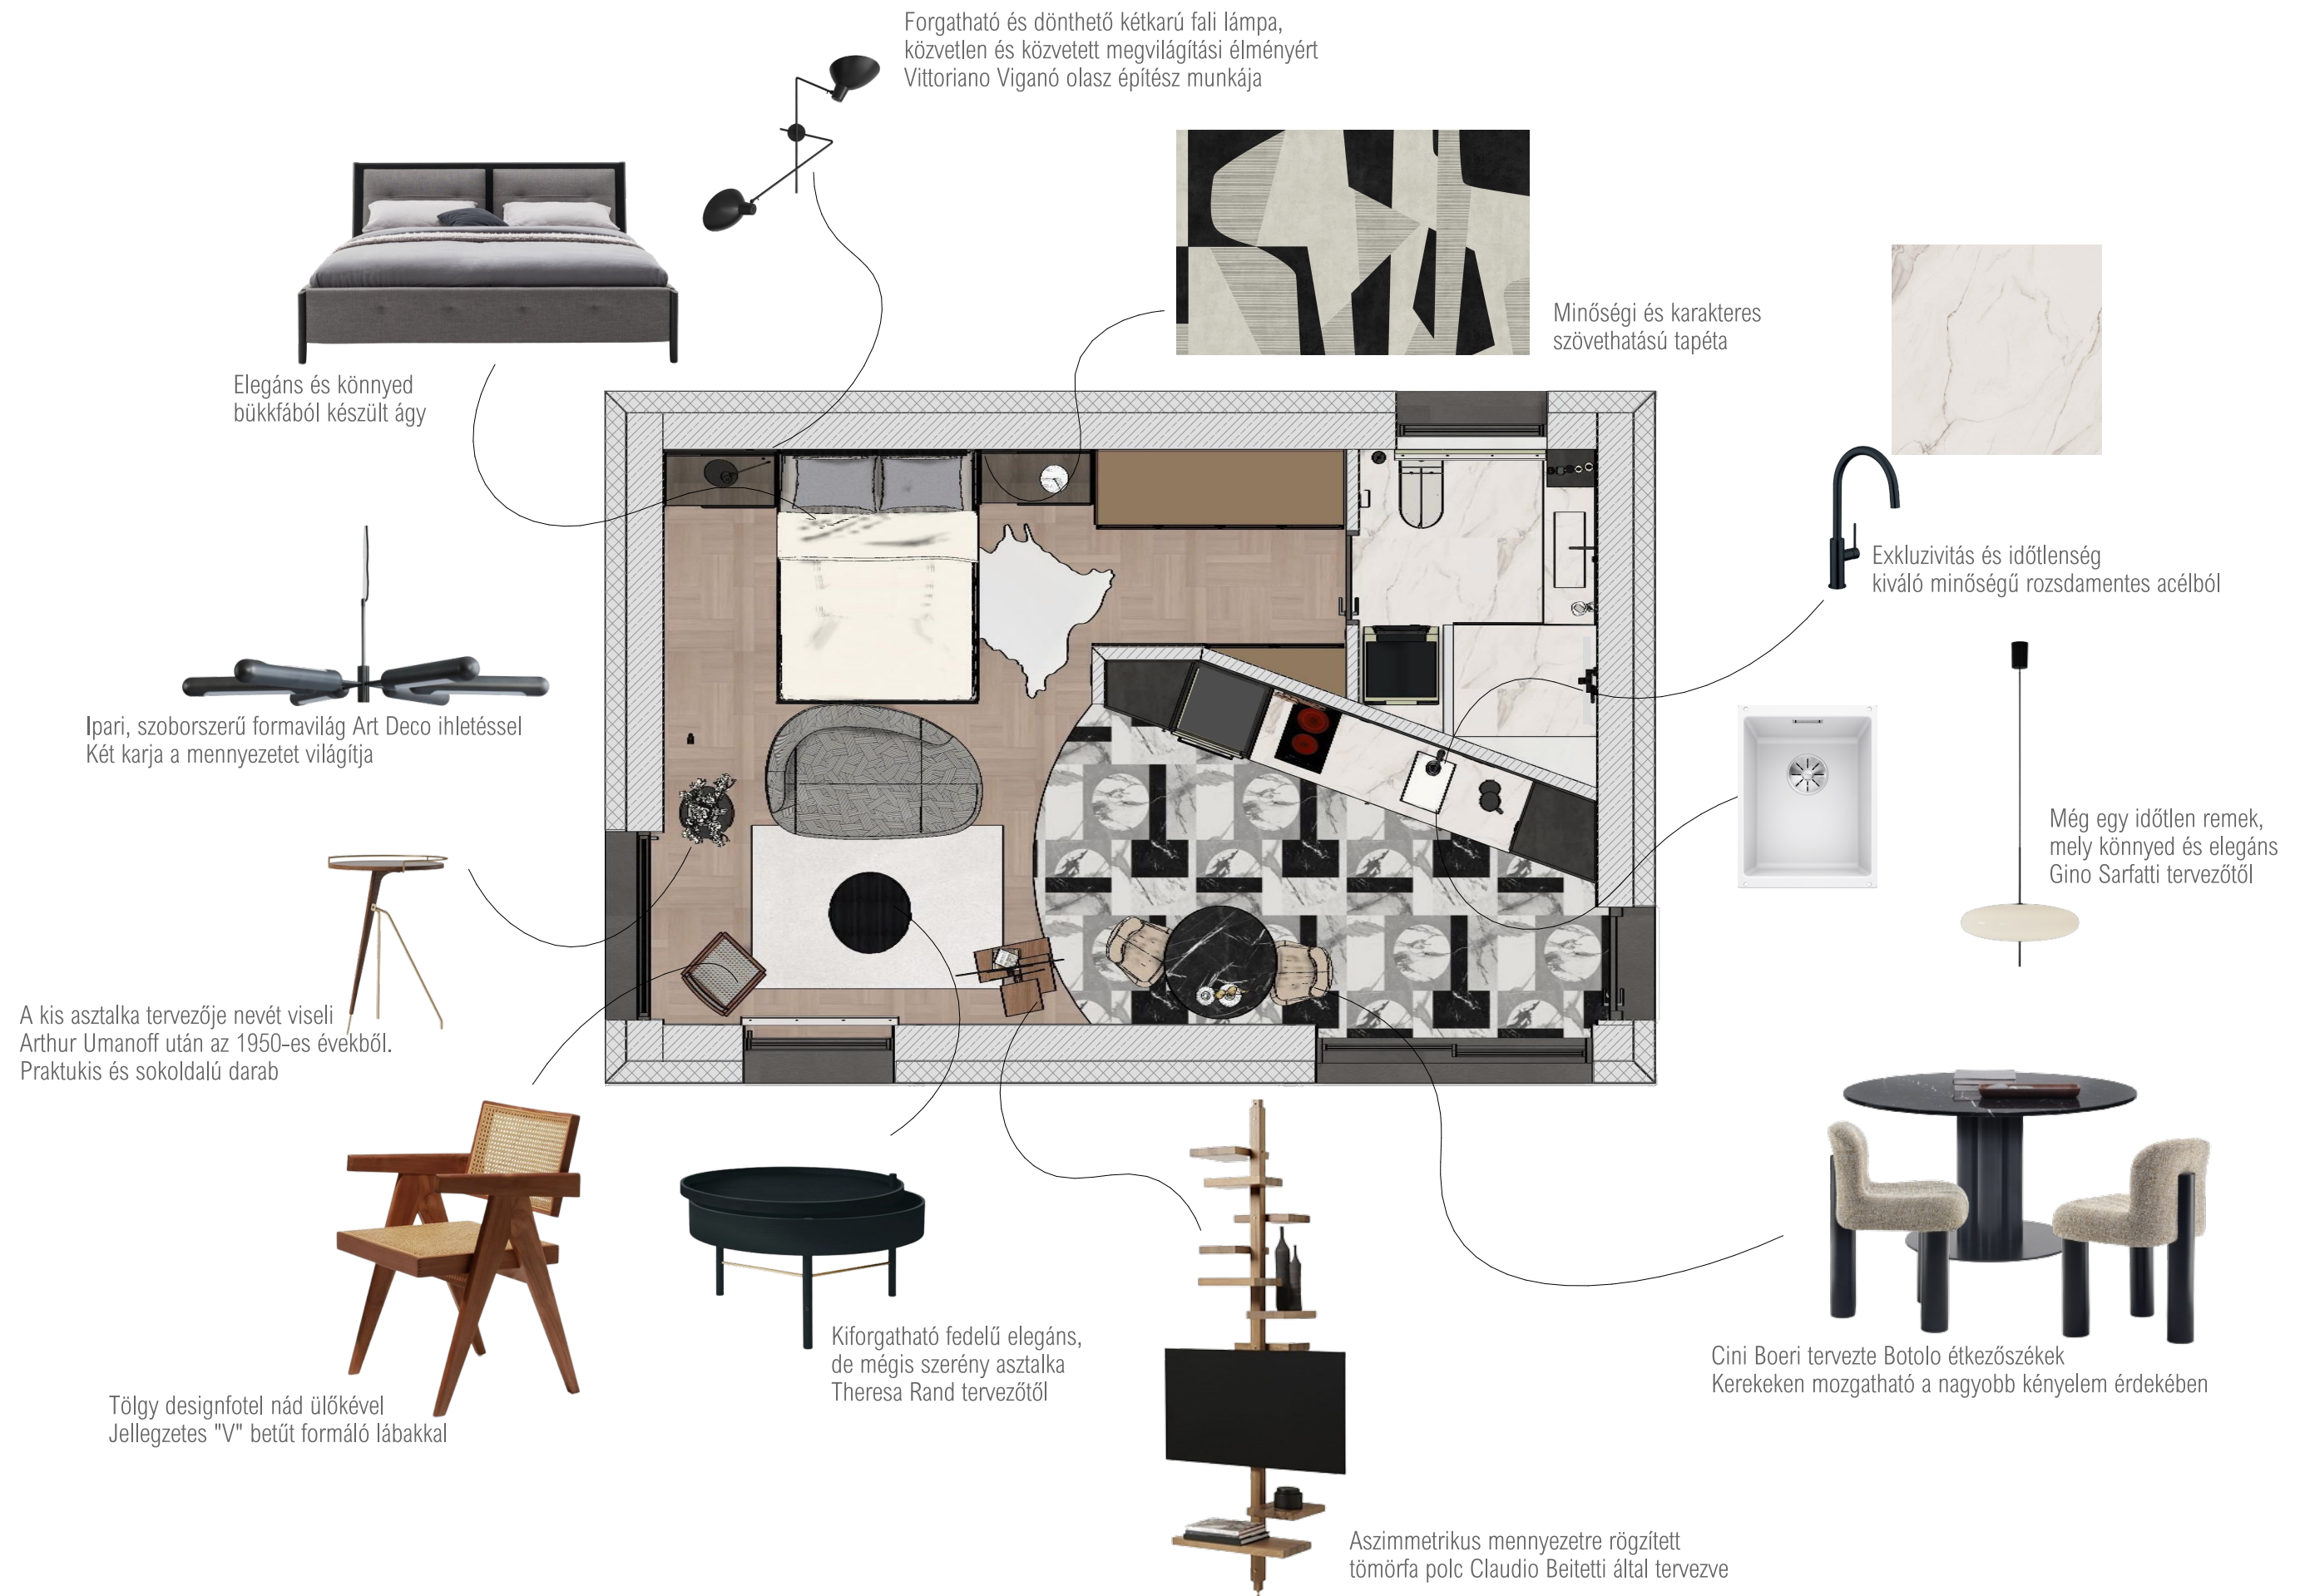 Forgatható és dönthető kétkarú fali lámpa,
közvetlen és közvetett megvilágítási élményért
Vittoriano Viganó olasz építész munkája
Minőségi és karakteres
szövethatású tapéta
Elegáns és könnyed
bükkfából készült ágy
Exkluzivitás és időtlenség
kiváló minőségű rozsdamentes acélból
Ipari, szoborszerű formavilág Art Deco ihletéssel
Két karja a mennyezetet világítja
Még egy időtlen remek,
mely könnyed és elegáns
Gino Sarfatti tervezőtől
A kis asztalka tervezője nevét viseli
Arthur Umanoff után az 1950-es évekből.
Praktukis és sokoldalú darab
Kiforgatható fedelű elegáns,
de mégis szerény asztalka
Theresa Rand tervezőtől
Cini Boeri tervezte Botolo étkezőszékek
Kerekeken mozgatható a nagyobb kényelem érdekében
Tölgy designfotel nád ülőkével
Jellegzetes "V" betűt formáló lábakkal
Aszimmetrikus mennyezetre rögzített
tömörfa polc Claudio Beitetti által tervezve